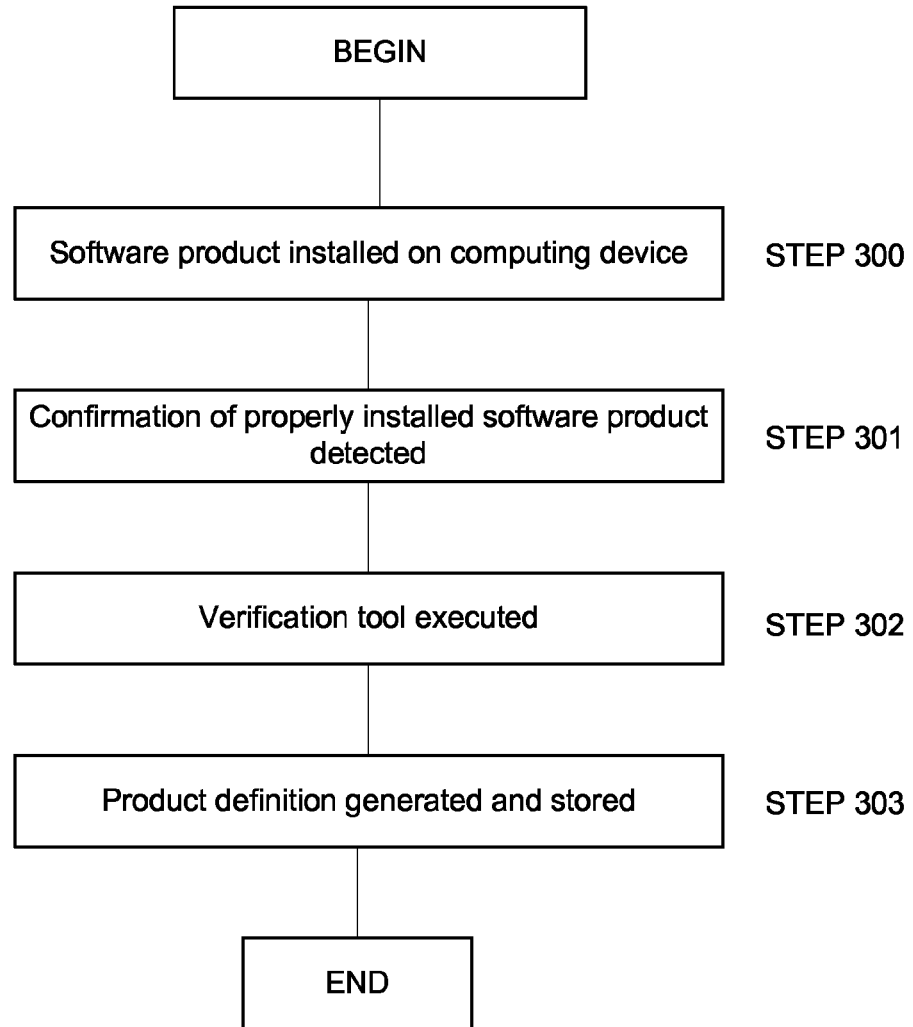 BEGIN
Software product installed on computing device
STEP 300
Confirmation of properly installed software product
detected
STEP 301
Verification tool executed
STEP 302
Product definition generated and stored
STEP 303
END